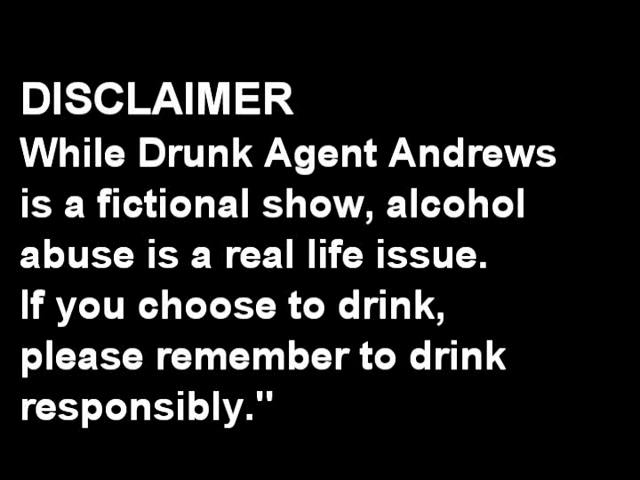 DISCLAIMER
While Drunk Agent Andrews
is a fictional show, alcohol
abuse is a real life issue.
If you choose to drink,
please remember to drink
responsibly."